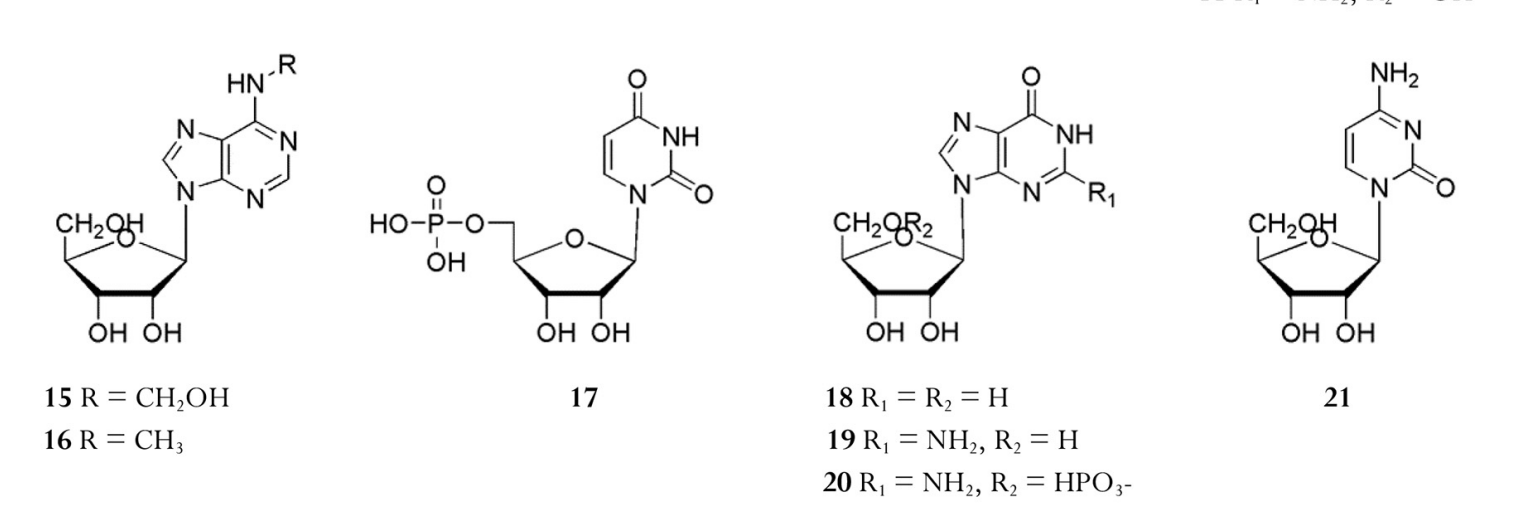 HN R
N N N N
CH₂OH O
OH OH
15 R = CH₂OH
16 R = CH₃
O
NH
N O
O
HO P O O
OH
OH OH
17
O
N NH
N N R₁
CH₂OR₂ O
OH OH
18 R₁ = R₂ = H
19 R₁ = NH₂, R₂ = H
20 R₁ = NH₂, R₂ = HPO₃-
NH₂
N
N O
CH₂OH O
OH OH
21